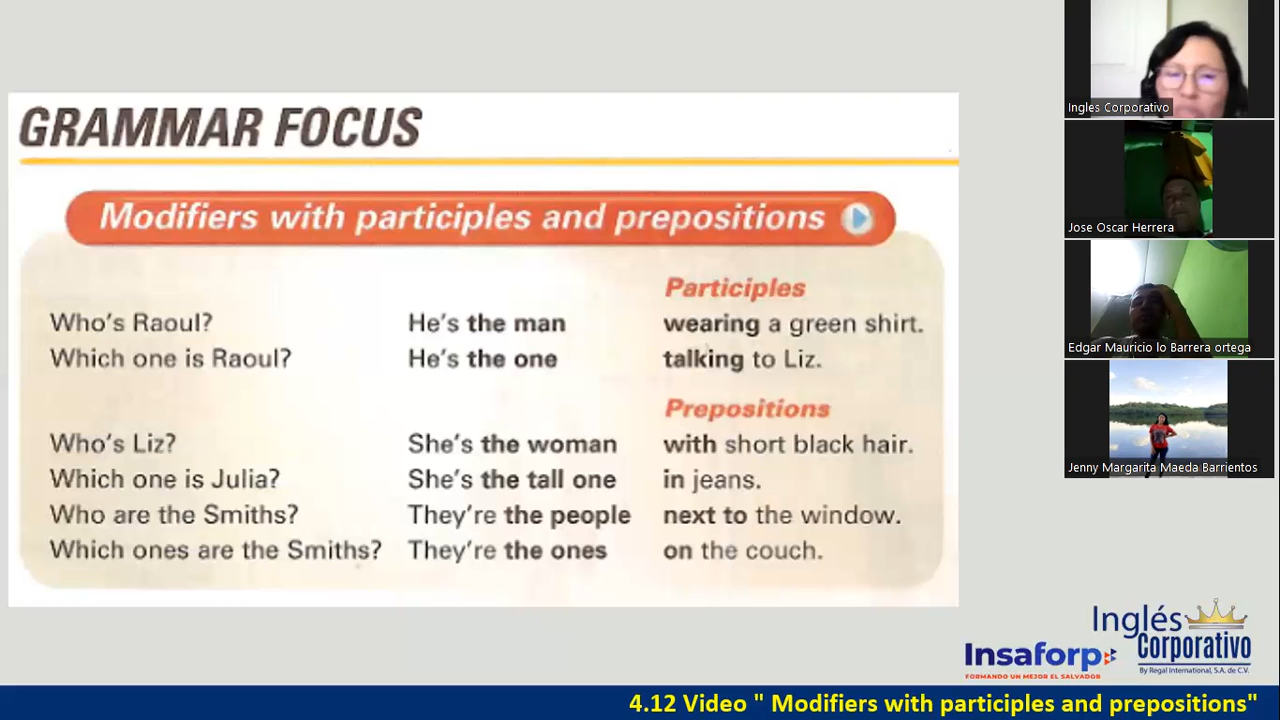 GRAMMAR FOCUS
Modifiers with participles and prepositions
Participles
Who's Raoul? He's the man wearing a green shirt.
Which one is Raoul? He's the one talking to Liz.
Prepositions
Who's Liz? She's the woman with short black hair.
Which one is Julia? She's the tall one in jeans.
Who are the Smiths? They're the people next to the window.
Which ones are the Smiths? They're the ones on the couch.
Ingles Corporativo
Jose Oscar Herrera
Edgar Mauricio lo Barrera ortega
Jenny Margarita Maeda Barrientos
Inglés
Corporativo
By Regal International, S.A. de C.V.
Insaforp
FORMANDO UN MEJOR EL SALVADOR
4.12 Video " Modifiers with participles and prepositions"